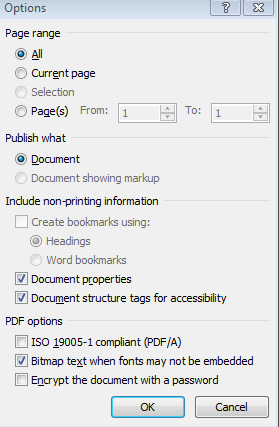 Options
Page range
All
Current page
Selection
Page(s) From: 1 To: 1
Publish what
Document
Document showing markup
Include non-printing information
Create bookmarks using:
Headings
Word bookmarks
Document properties
Document structure tags for accessibility
PDF options
ISO 19005-1 compliant (PDF/A)
Bitmap text when fonts may not be embedded
Encrypt the document with a password
OK Cancel